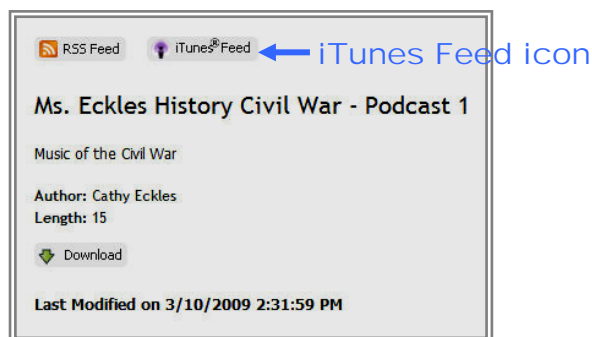 RSS Feed iTunes® Feed iTunes Feed icon
Ms. Eckles History Civil War - Podcast 1
Music of the Civil War
Author: Cathy Eckles
Length: 15
Download
Last Modified on 3/10/2009 2:31:59 PM